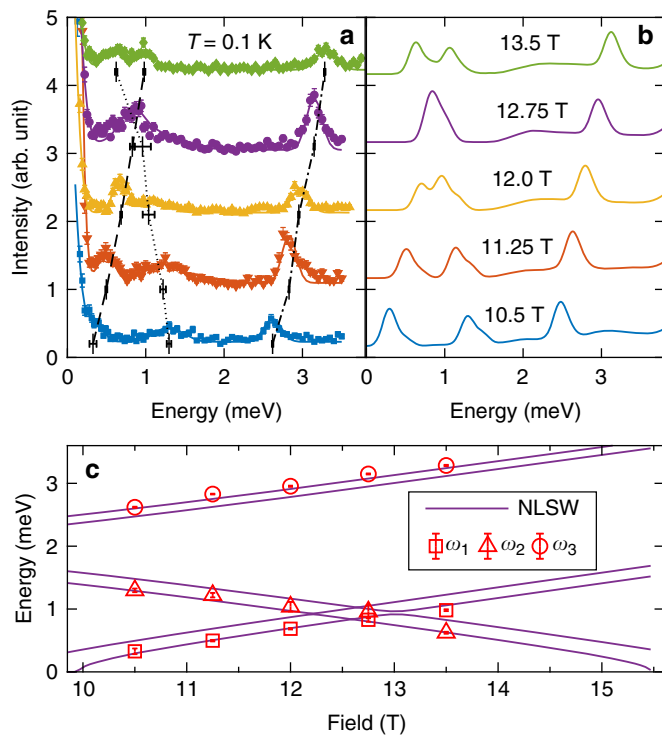 5
4
3
2
1
0
Intensity (arb. unit)
T = 0.1 K
a
0 1 2 3
Energy (meV)
b
13.5 T
12.75 T
12.0 T
11.25 T
10.5 T
0 1 2 3
Energy (meV)
c
3
2
1
0
Energy (meV)
NLSW
ω1 ω2 ω3
10 11 12 13 14 15
Field (T)